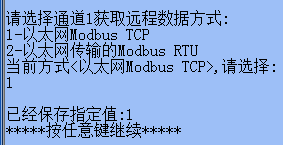 请选择通道1获取远程数据方式:
1-以太网Modbus TCP
2-以太网传输的Modbus RTU
当前方式<以太网Modbus TCP>,请选择:
1
已经保存指定值:1
*****按任意键继续*****